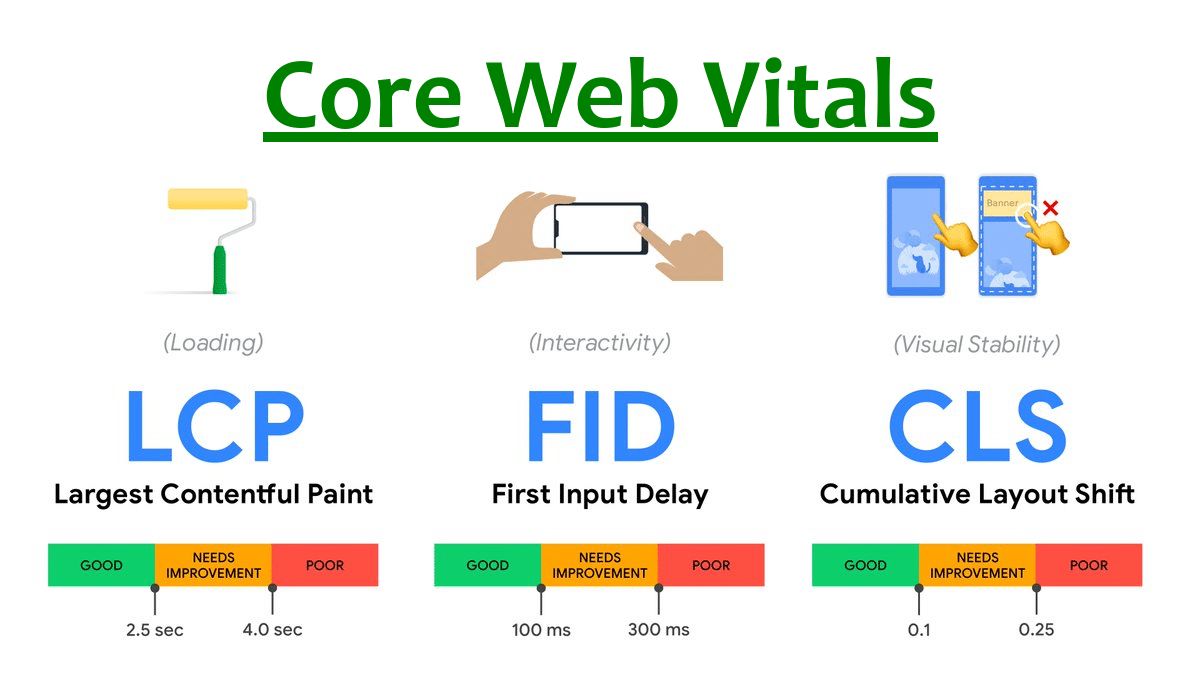 Core Web Vitals
Banner
(Loading)
(Interactivity)
(Visual Stability)
LCP
FID
CLS
Largest Contentful Paint
First Input Delay
Cumulative Layout Shift
GOOD
NEEDS
IMPROVEMENT
POOR
GOOD
NEEDS
IMPROVEMENT
POOR
GOOD
NEEDS
IMPROVEMENT
POOR
2.5 sec
4.0 sec
100 ms
300 ms
0.1
0.25